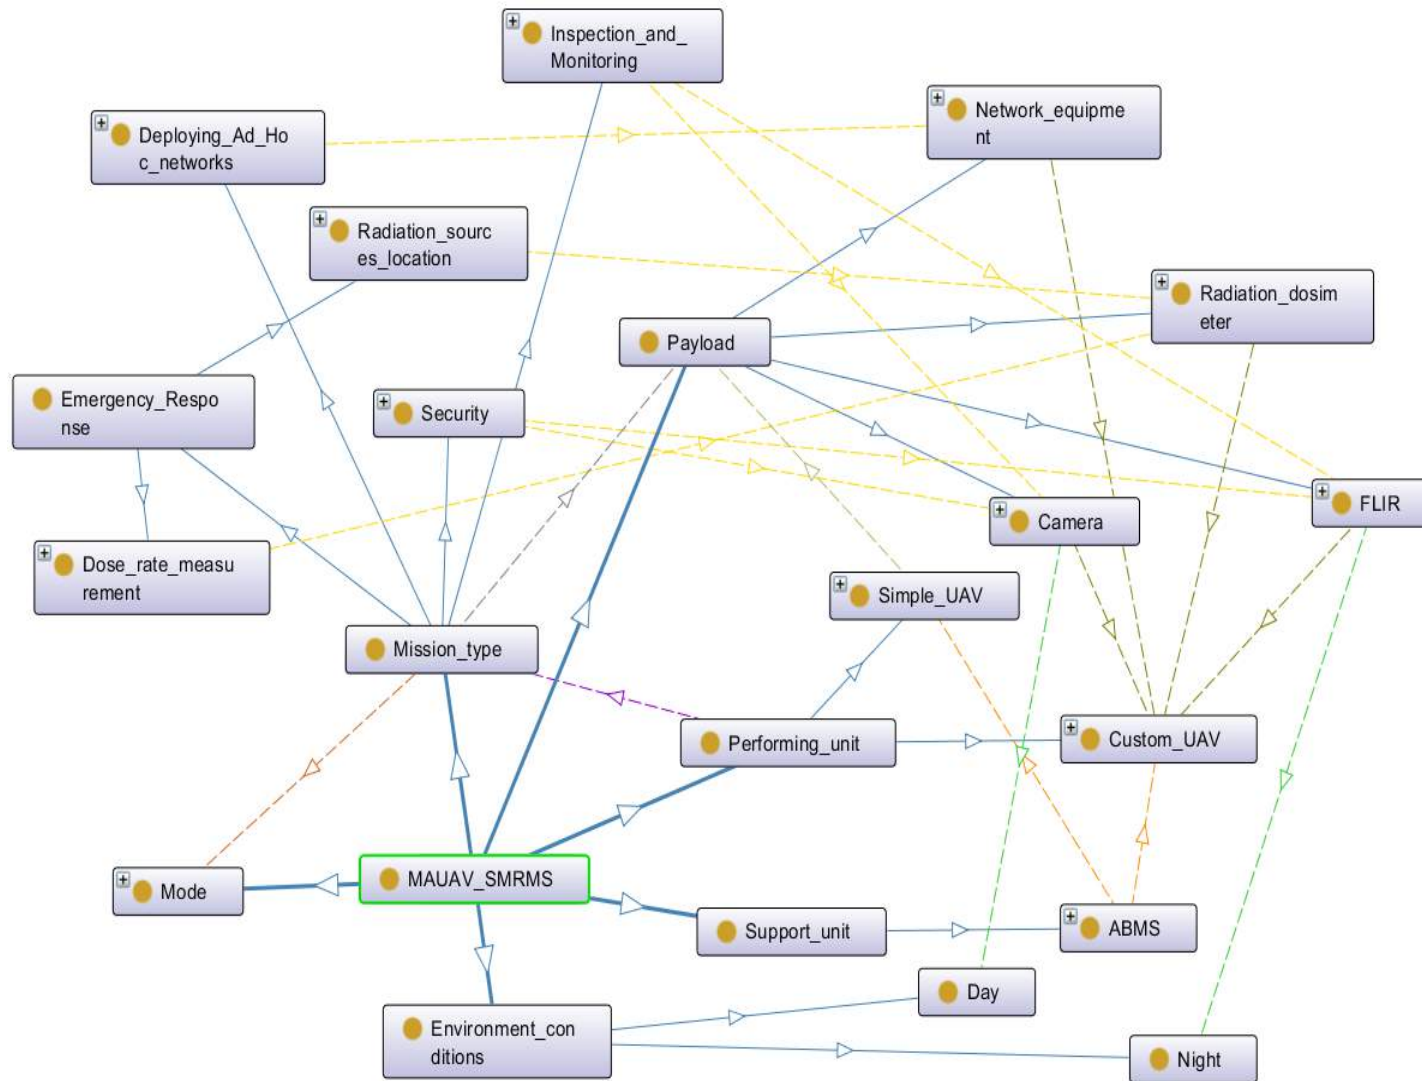 Inspection_and_
Monitoring
Network_equipme
nt
Deploying_Ad_Ho
c_networks
Radiation_sourc
es_location
Radiation_dosim
eter
Payload
Emergency_Respo
nse
Security
FLIR
Camera
Dose_rate_measu
rement
Simple_UAV
Mission_type
Performing_unit
Custom_UAV
MAUAV_SMRMS
Mode
Support_unit
ABMS
Day
Environment_con
ditions
Night